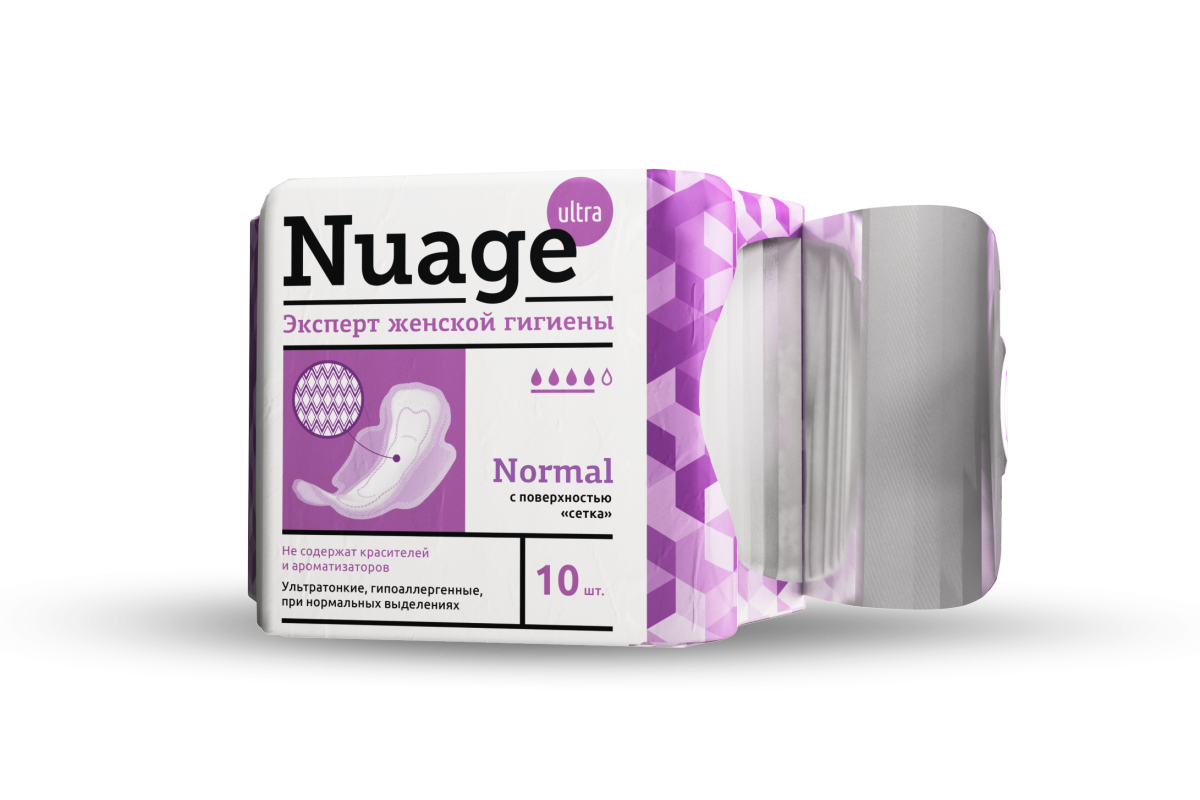 ultra
Nuage
Эксперт женской гигиены
Normal
с поверхностью
«сетка»
Не содержат красителей
и ароматизаторов
Ультратонкие, гипоаллергенные,
при нормальных выделениях
10 шт.